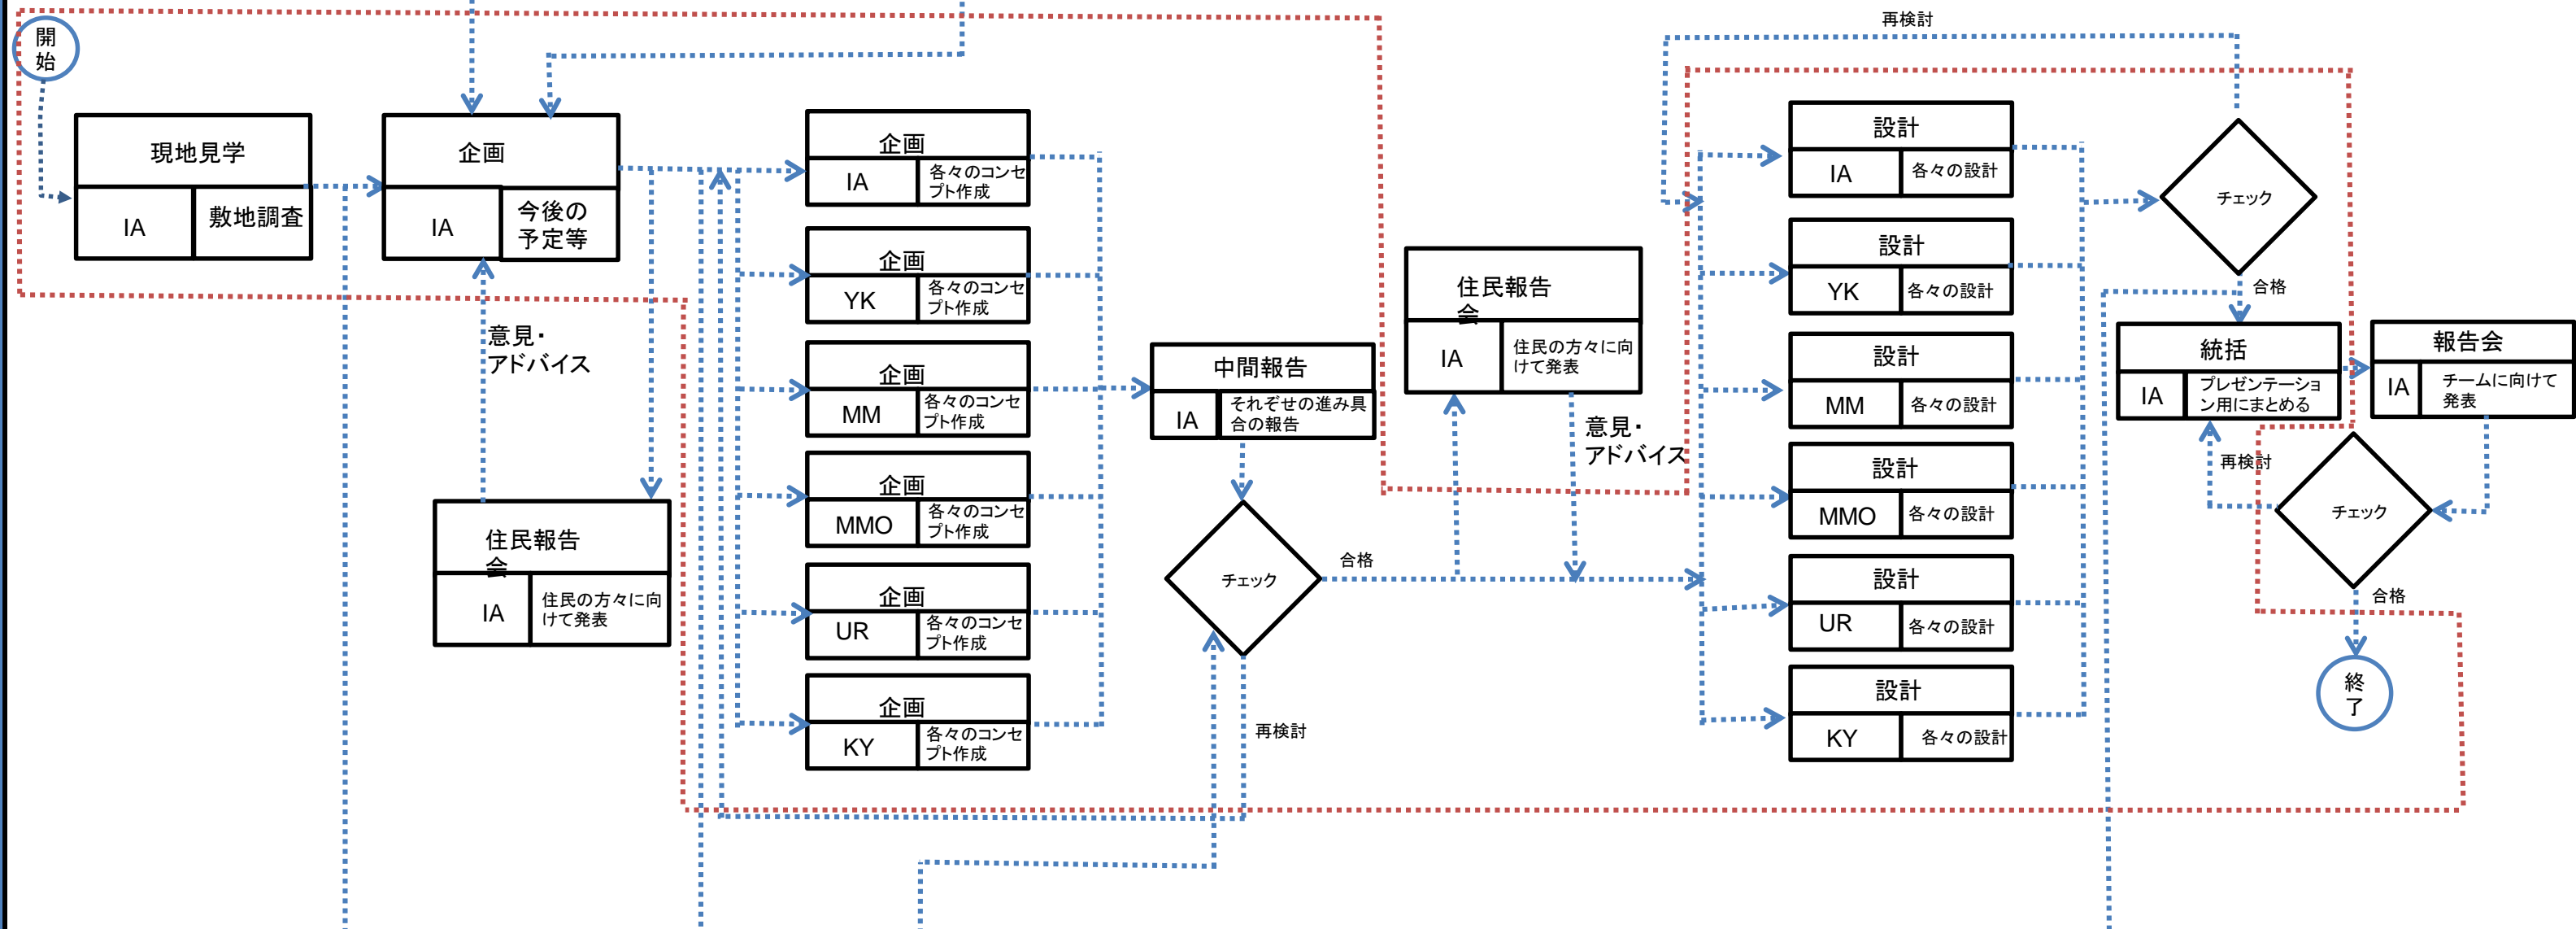 開
始
現地見学
IA
敷地調査
企画
IA
今後の
予定等
意見・
アドバイス
住民報告
会
IA
住民の方々に向
けて発表
企画
IA
各々のコンセ
プト作成
企画
YK
各々のコンセ
プト作成
企画
MM
各々のコンセ
プト作成
企画
MMO
各々のコンセ
プト作成
企画
UR
各々のコンセ
プト作成
企画
KY
各々のコンセ
プト作成
中間報告
IA
それぞせの進み具
合の報告
チェック
合格
再検討
住民報告
会
IA
住民の方々に向
けて発表
意見・
アドバイス
再検討
設計
IA
各々の設計
設計
YK
各々の設計
設計
MM
各々の設計
設計
MMO
各々の設計
設計
UR
各々の設計
設計
KY
各々の設計
チェック
合格
統括
IA
プレゼンテーショ
ン用にまとめる
報告会
IA
チームに向けて
発表
再検討
チェック
合格
終
了